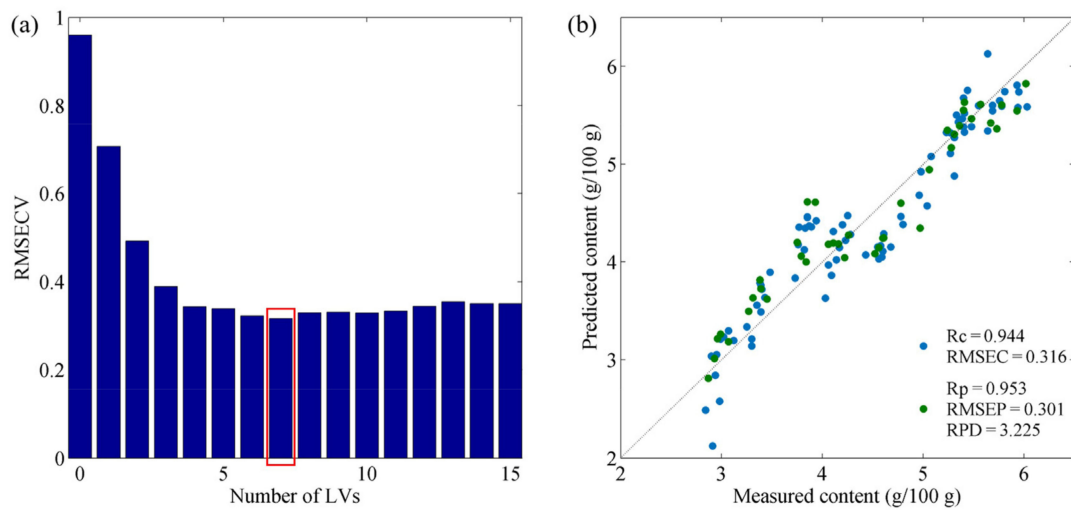 (a)
1
0.8
0.6
0.4
0.2
0
RMSECV
0 5 10 15
Number of LVs
(b)
6
5
4
3
2
Predicted content (g/100 g)
Rc = 0.944
RMSEC = 0.316
Rp = 0.953
RMSEP = 0.301
RPD = 3.225
2 3 4 5 6
Measured content (g/100 g)